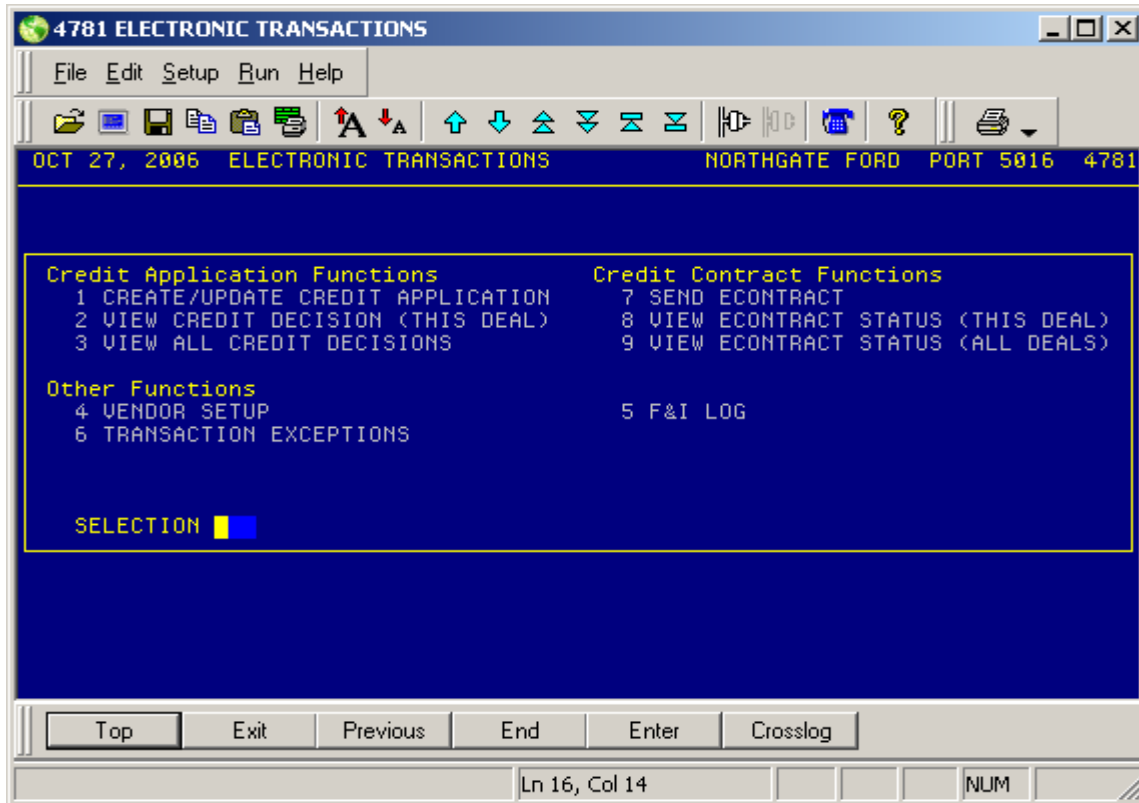 4781 ELECTRONIC TRANSACTIONS
File Edit Setup Run Help
OCT 27, 2006 ELECTRONIC TRANSACTIONS NORTHGATE FORD PORT 5016 4781
Credit Application Functions Credit Contract Functions
1 CREATE/UPDATE CREDIT APPLICATION 7 SEND ECONTRACT
2 VIEW CREDIT DECISION (THIS DEAL) 8 VIEW ECONTRACT STATUS (THIS DEAL)
3 VIEW ALL CREDIT DECISIONS 9 VIEW ECONTRACT STATUS (ALL DEALS)
Other Functions
4 VENDOR SETUP 5 F&I LOG
6 TRANSACTION EXCEPTIONS
SELECTION
Top Exit Previous End Enter Crosslog
Ln 16, Col 14 NUM